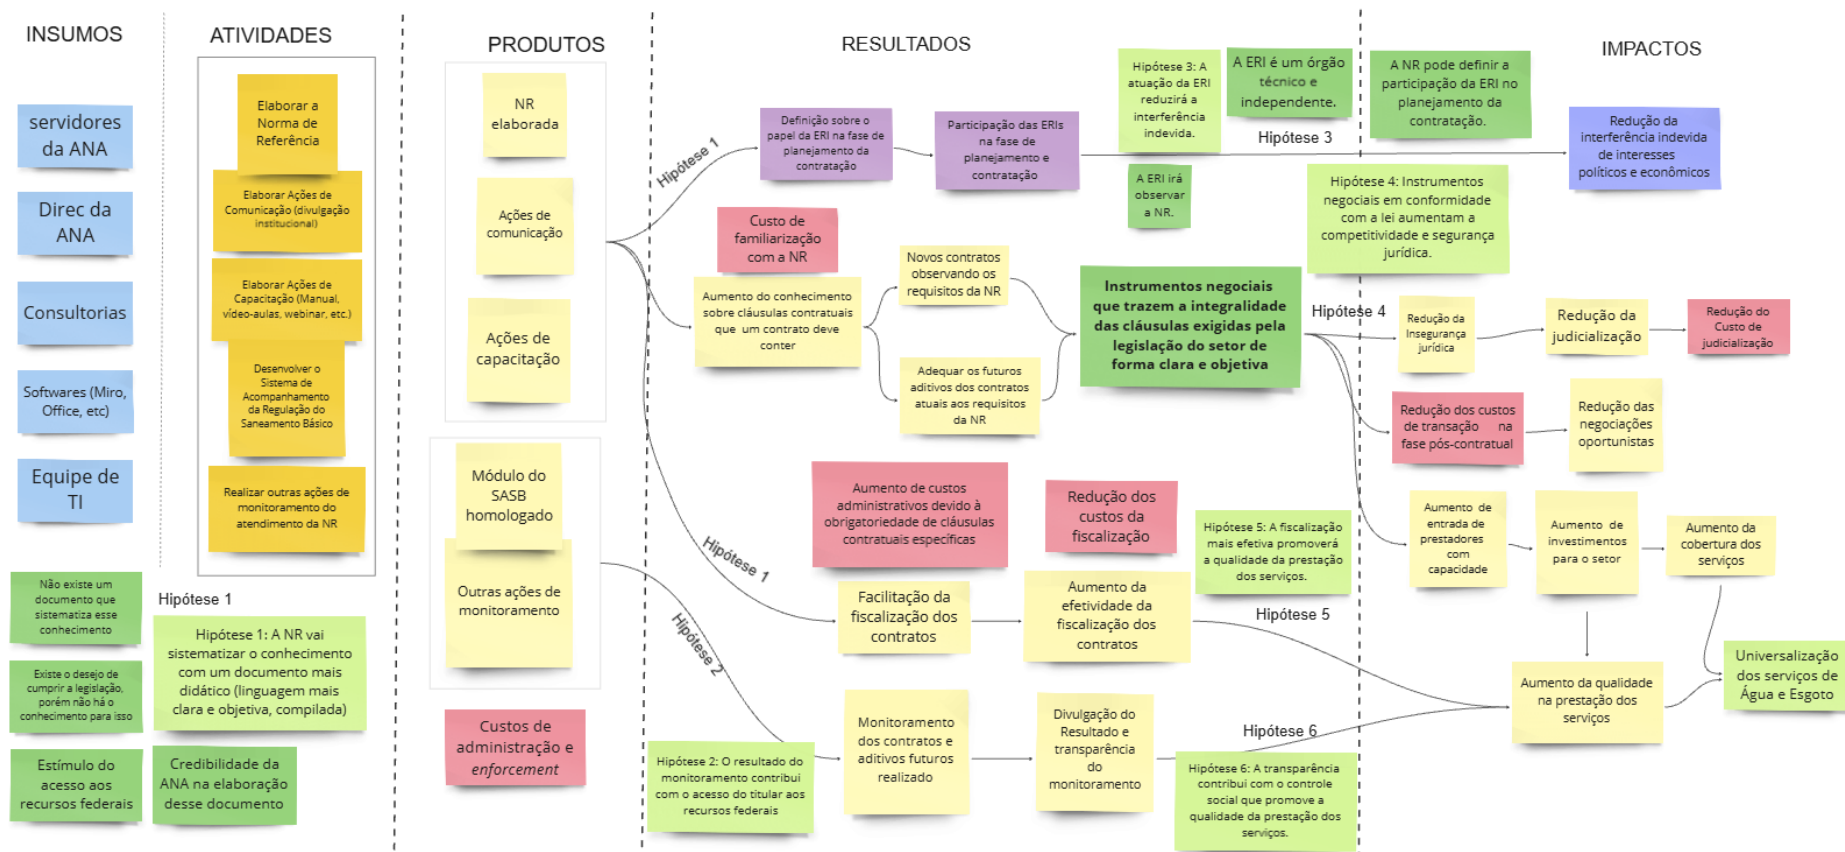 INSUMOS
ATIVIDADES
PRODUTOS
RESULTADOS
IMPACTOS
servidores
da ANA
Direc da
ANA
Consultorias
Softwares (Miro,
Office, etc)
Equipe de
TI
Não existe um
documento que
sistematiza esse
conhecimento
Existe o desejo de
cumprir a legislação,
porém não há o
conhecimento para isso
Estímulo do
acesso aos
recursos federais
Elaborar a
Norma de
Referência
Elaborar Ações de
Comunicação (divulgação
institucional)
Elaborar Ações de
Capacitação (Manual,
vídeo-aulas, webinar, etc.)
Desenvolver o
Sistema de
Acompanhamento
da Regulação do
Saneamento Básico
Realizar outras ações de
monitoramento do
atendimento da NR
Hipótese 1
Hipótese 1: A NR vai
sistematizar o conhecimento
com um documento mais
didático (linguagem mais
clara e objetiva, compilada)
Credibilidade da
ANA na elaboração
desse documento
NR
elaborada
Ações de
comunicação
Ações de
capacitação
Módulo do
SASB
homologado
Outras ações de
monitoramento
Custos de
administração e
enforcement
Hipótese 1
Definição sobre o
papel da ERI na fase de
planejamento da
contratação
Participação das ERIs
na fase de
planejamento e
contratação
Hipótese 3: A
atuação da ERI
reduzirá a
interferência
indevida.
A ERI é um órgão
técnico e
independente.
Hipótese 3
A ERI irá
observar
a NR.
A NR pode definir a
participação da ERI no
planejamento da
contratação.
Redução da
interferência indevida
de interesses
políticos e econômicos
Custo de
familiarização
com a NR
Aumento do conhecimento
sobre cláusulas contratuais
que um contrato deve
conter
Novos contratos
observando os
requisitos da NR
Adequar os futuros
aditivos dos contratos
atuais aos requisitos
da NR
Instrumentos negociais
que trazem a integralidade
das cláusulas exigidas pela
legislação do setor de
forma clara e objetiva
Hipótese 4: Instrumentos
negociais em conformidade
com a lei aumentam a
competitividade e segurança
jurídica.
Hipótese 4
Redução da
Insegurança
jurídica
Redução da
judicialização
Redução do
Custo de
judicialização
Redução dos custos
de transação na
fase pós-contratual
Redução das
negociações
oportunistas
Aumento de
entrada de
prestadores
com
capacidade
Aumento de
investimentos
para o setor
Aumento da
cobertura dos
serviços
Hipótese 1
Aumento de custos
administrativos devido à
obrigatoriedade de cláusulas
contratuais específicas
Redução dos
custos da
fiscalização
Hipótese 5: A fiscalização
mais efetiva promoverá
a qualidade da prestação
dos serviços.
Facilitação da
fiscalização dos
contratos
Aumento da
efetividade da
fiscalização dos
contratos
Hipótese 5
Hipótese 2
Hipótese 2: O resultado do
monitoramento contribui
com o acesso do titular aos
recursos federais
Monitoramento
dos contratos e
aditivos futuros
realizado
Divulgação do
Resultado e
transparência
do
monitoramento
Hipótese 6
Hipótese 6: A transparência
contribui com o controle
social que promove a
qualidade da prestação dos
serviços.
Aumento da qualidade
na prestação dos
serviços
Universalização
dos serviços de
Água e Esgoto